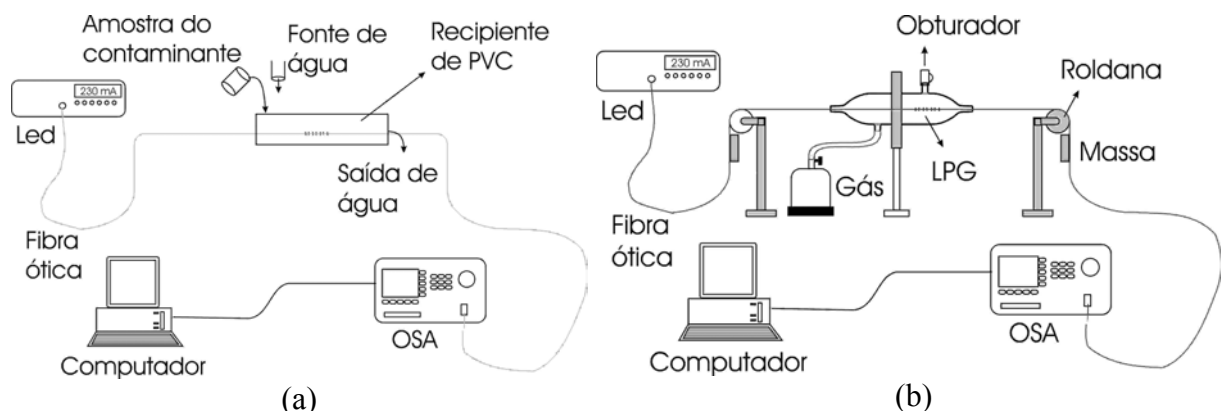 Amostra do
contaminante
Fonte de
água
Recipiente
de PVC
230 mA
Led
Saída de
água
Fibra
ótica
Computador
OSA
(a)
Obturador
230 mA
Roldana
Led
Massa
Gás
LPG
Fibra
ótica
Computador
OSA
(b)